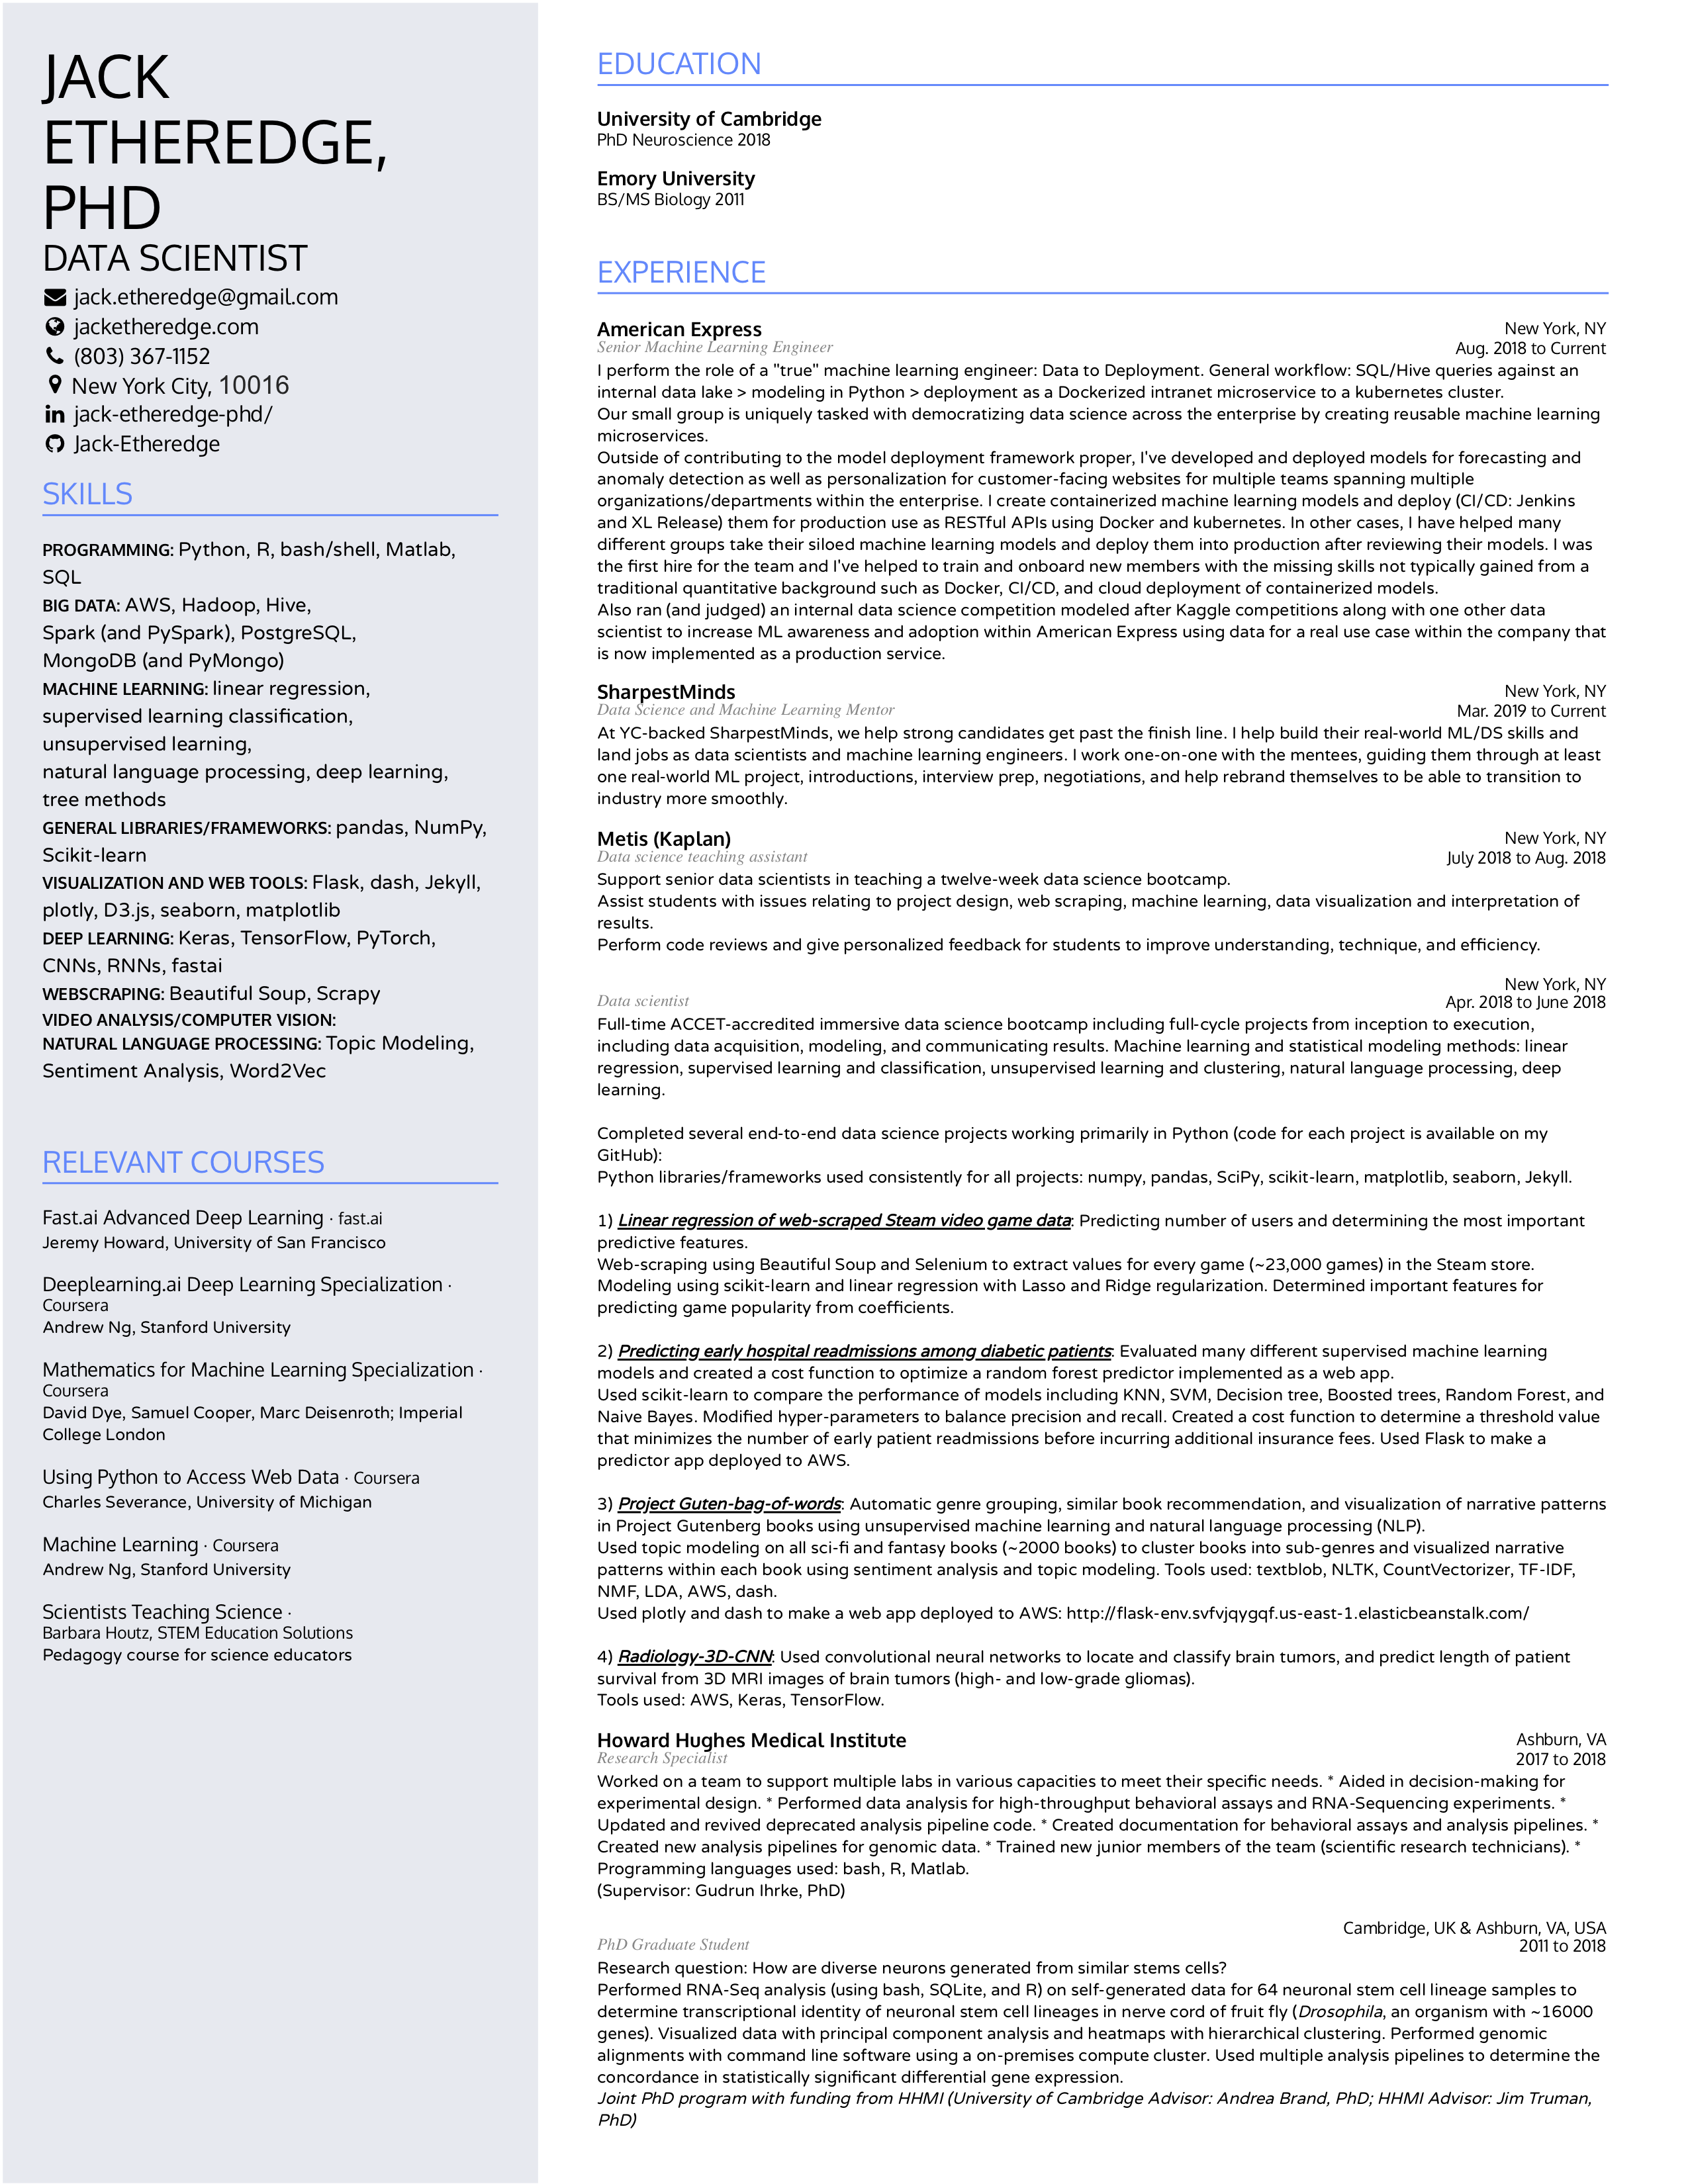 JACK
ETHEREDGE,
PHD
DATA SCIENTIST
jack.etheredge@gmail.com
jacketheredge.com
(803) 367-1152
New York City, 10016
jack-etheredge-phd/
Jack-Etheredge
SKILLS
PROGRAMMING: Python, R, bash/shell, Matlab,
SQL
BIG DATA: AWS, Hadoop, Hive,
Spark (and PySpark), PostgreSQL,
MongoDB (and PyMongo)
MACHINE LEARNING: linear regression,
supervised learning classification,
unsupervised learning,
natural language processing, deep learning,
tree methods
GENERAL LIBRARIES/FRAMEWORKS: pandas, NumPy,
Scikit-learn
VISUALIZATION AND WEB TOOLS: Flask, dash, Jekyll,
plotly, D3.js, seaborn, matplotlib
DEEP LEARNING: Keras, TensorFlow, PyTorch,
CNNs, RNNs, fastai
WEBSCRAPING: Beautiful Soup, Scrapy
VIDEO ANALYSIS/COMPUTER VISION:
NATURAL LANGUAGE PROCESSING: Topic Modeling,
Sentiment Analysis, Word2Vec
RELEVANT COURSES
Fast.ai Advanced Deep Learning · fast.ai
Jeremy Howard, University of San Francisco
Deeplearning.ai Deep Learning Specialization ·
Coursera
Andrew Ng, Stanford University
Mathematics for Machine Learning Specialization ·
Coursera
David Dye, Samuel Cooper, Marc Deisenroth; Imperial
College London
Using Python to Access Web Data · Coursera
Charles Severance, University of Michigan
Machine Learning · Coursera
Andrew Ng, Stanford University
Scientists Teaching Science ·
Barbara Houtz, STEM Education Solutions
Pedagogy course for science educators
EDUCATION
University of Cambridge
PhD Neuroscience 2018
Emory University
BS/MS Biology 2011
EXPERIENCE
American Express New York, NY
Senior Machine Learning Engineer Aug. 2018 to Current
I perform the role of a "true" machine learning engineer: Data to Deployment. General workflow: SQL/Hive queries against an
internal data lake > modeling in Python > deployment as a Dockerized intranet microservice to a kubernetes cluster.
Our small group is uniquely tasked with democratizing data science across the enterprise by creating reusable machine learning
microservices.
Outside of contributing to the model deployment framework proper, I've developed and deployed models for forecasting and
anomaly detection as well as personalization for customer-facing websites for multiple teams spanning multiple
organizations/departments within the enterprise. I create containerized machine learning models and deploy (CI/CD: Jenkins
and XL Release) them for production use as RESTful APIs using Docker and kubernetes. In other cases, I have helped many
different groups take their siloed machine learning models and deploy them into production after reviewing their models. I was
the first hire for the team and I've helped to train and onboard new members with the missing skills not typically gained from a
traditional quantitative background such as Docker, CI/CD, and cloud deployment of containerized models.
Also ran (and judged) an internal data science competition modeled after Kaggle competitions along with one other data
scientist to increase ML awareness and adoption within American Express using data for a real use case within the company that
is now implemented as a production service.
SharpestMinds New York, NY
Data Science and Machine Learning Mentor Mar. 2019 to Current
At YC-backed SharpestMinds, we help strong candidates get past the finish line. I help build their real-world ML/DS skills and
land jobs as data scientists and machine learning engineers. I work one-on-one with the mentees, guiding them through at least
one real-world ML project, introductions, interview prep, negotiations, and help rebrand themselves to be able to transition to
industry more smoothly.
Metis (Kaplan) New York, NY
Data science teaching assistant July 2018 to Aug. 2018
Support senior data scientists in teaching a twelve-week data science bootcamp.
Assist students with issues relating to project design, web scraping, machine learning, data visualization and interpretation of
results.
Perform code reviews and give personalized feedback for students to improve understanding, technique, and efficiency.
New York, NY
Data scientist Apr. 2018 to June 2018
Full-time ACCET-accredited immersive data science bootcamp including full-cycle projects from inception to execution,
including data acquisition, modeling, and communicating results. Machine learning and statistical modeling methods: linear
regression, supervised learning and classification, unsupervised learning and clustering, natural language processing, deep
learning.
Completed several end-to-end data science projects working primarily in Python (code for each project is available on my
GitHub):
Python libraries/frameworks used consistently for all projects: numpy, pandas, SciPy, scikit-learn, matplotlib, seaborn, Jekyll.
1) Linear regression of web-scraped Steam video game data: Predicting number of users and determining the most important
predictive features.
Web-scraping using Beautiful Soup and Selenium to extract values for every game (~23,000 games) in the Steam store.
Modeling using scikit-learn and linear regression with Lasso and Ridge regularization. Determined important features for
predicting game popularity from coefficients.
2) Predicting early hospital readmissions among diabetic patients: Evaluated many different supervised machine learning
models and created a cost function to optimize a random forest predictor implemented as a web app.
Used scikit-learn to compare the performance of models including KNN, SVM, Decision tree, Boosted trees, Random Forest, and
Naive Bayes. Modified hyper-parameters to balance precision and recall. Created a cost function to determine a threshold value
that minimizes the number of early patient readmissions before incurring additional insurance fees. Used Flask to make a
predictor app deployed to AWS.
3) Project Guten-bag-of-words: Automatic genre grouping, similar book recommendation, and visualization of narrative patterns
in Project Gutenberg books using unsupervised machine learning and natural language processing (NLP).
Used topic modeling on all sci-fi and fantasy books (~2000 books) to cluster books into sub-genres and visualized narrative
patterns within each book using sentiment analysis and topic modeling. Tools used: textblob, NLTK, CountVectorizer, TF-IDF,
NMF, LDA, AWS, dash.
Used plotly and dash to make a web app deployed to AWS: http://flask-env.svfvjqygqf.us-east-1.elasticbeanstalk.com/
4) Radiology-3D-CNN: Used convolutional neural networks to locate and classify brain tumors, and predict length of patient
survival from 3D MRI images of brain tumors (high- and low-grade gliomas).
Tools used: AWS, Keras, TensorFlow.
Howard Hughes Medical Institute Ashburn, VA
Research Specialist 2017 to 2018
Worked on a team to support multiple labs in various capacities to meet their specific needs. * Aided in decision-making for
experimental design. * Performed data analysis for high-throughput behavioral assays and RNA-Sequencing experiments. *
Updated and revived deprecated analysis pipeline code. * Created documentation for behavioral assays and analysis pipelines. *
Created new analysis pipelines for genomic data. * Trained new junior members of the team (scientific research technicians). *
Programming languages used: bash, R, Matlab.
(Supervisor: Gudrun Ihrke, PhD)
Cambridge, UK & Ashburn, VA, USA
PhD Graduate Student 2011 to 2018
Research question: How are diverse neurons generated from similar stems cells?
Performed RNA-Seq analysis (using bash, SQLite, and R) on self-generated data for 64 neuronal stem cell lineage samples to
determine transcriptional identity of neuronal stem cell lineages in nerve cord of fruit fly (Drosophila, an organism with ~16000
genes). Visualized data with principal component analysis and heatmaps with hierarchical clustering. Performed genomic
alignments with command line software using a on-premises compute cluster. Used multiple analysis pipelines to determine the
concordance in statistically significant differential gene expression.
Joint PhD program with funding from HHMI (University of Cambridge Advisor: Andrea Brand, PhD; HHMI Advisor: Jim Truman,
PhD)